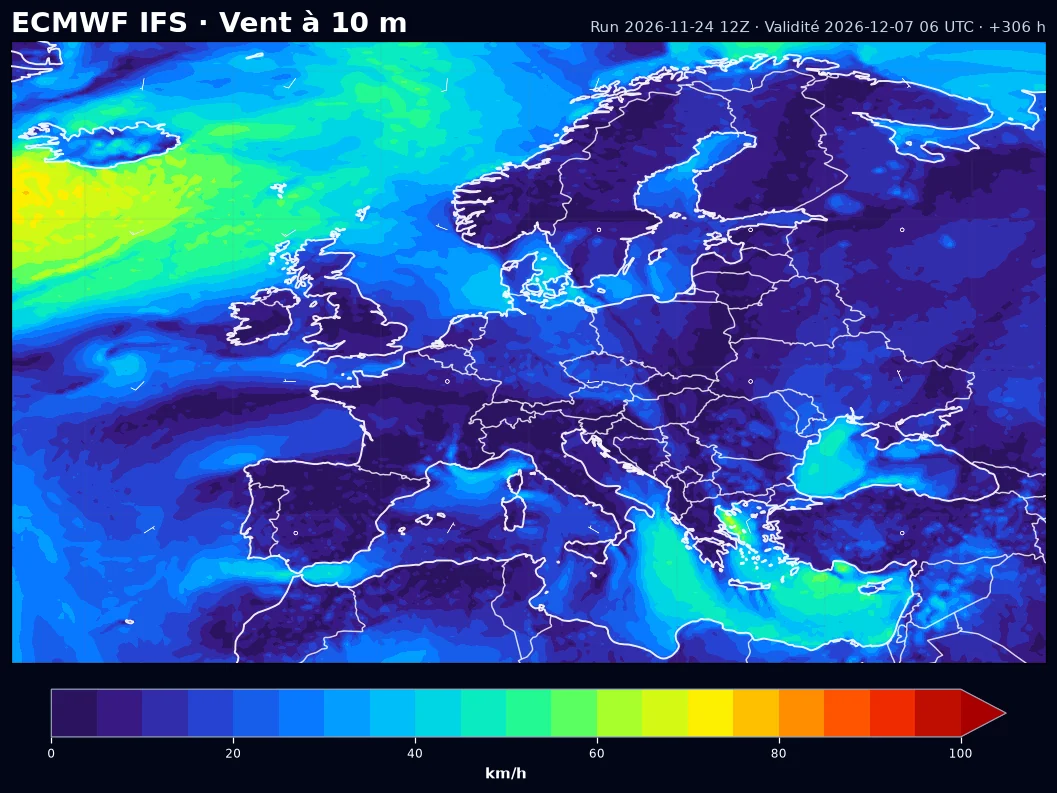 ECMWF IFS · Vent à 10 m
Run 2026-11-24 12Z · Validité 2026-12-07 06 UTC · +306 h
0 20 40 60 80 100
km/h